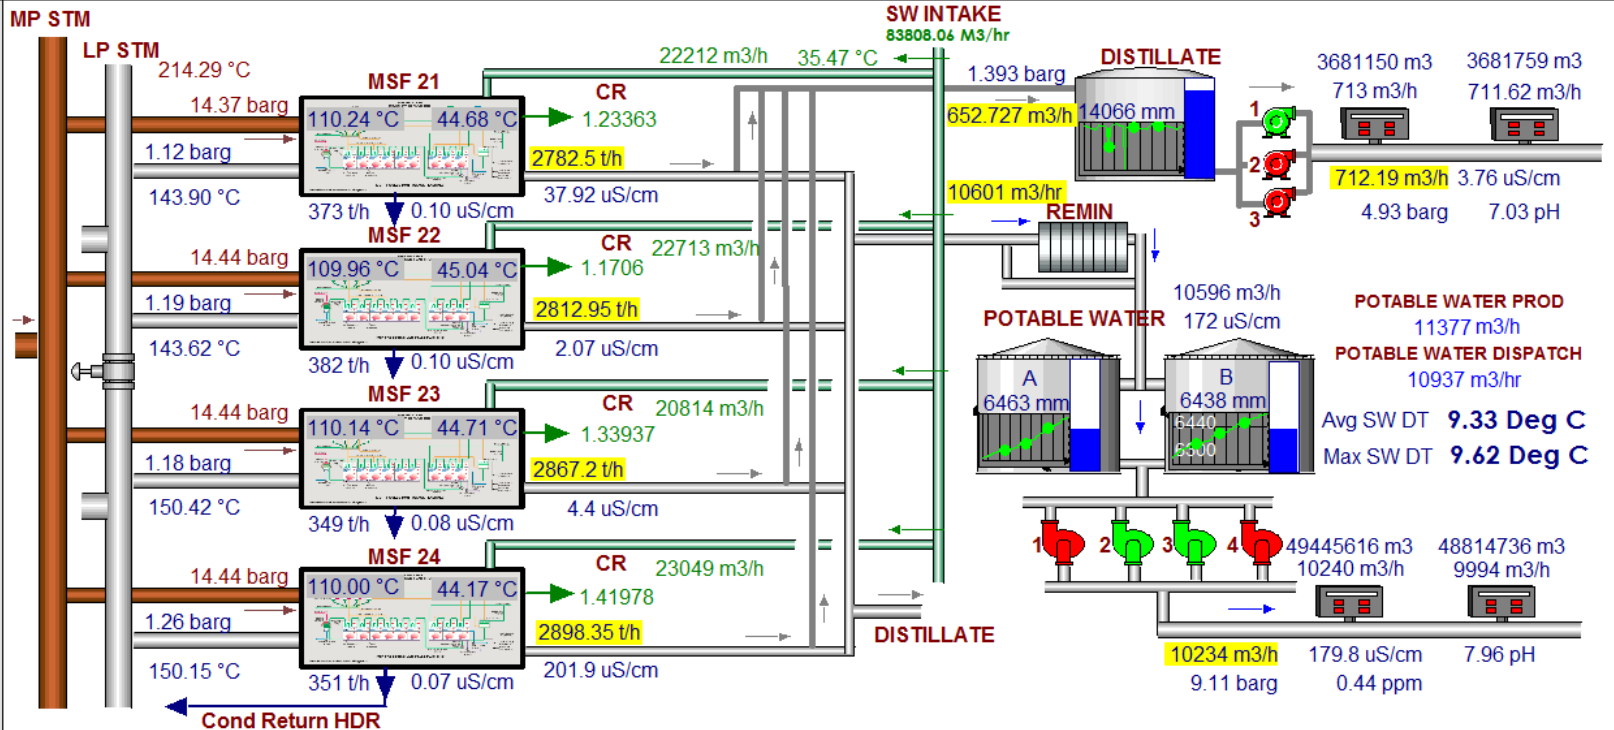 MP STM
LP STM
SW INTAKE
83808.06 M3/hr
214.29 °C
22212 m3/h 35.47 °C
MSF 21
14.37 barg
110.24 °C 44.68 °C
CR
1.23363
1.12 barg
2782.5 t/h
143.90 °C
37.92 uS/cm
373 t/h 0.10 uS/cm
MSF 22
14.44 barg
109.96 °C 45.04 °C
CR
22713 m3/h
1.1706
1.19 barg
2812.95 t/h
143.62 °C
2.07 uS/cm
382 t/h 0.10 uS/cm
MSF 23
14.44 barg
110.14 °C 44.71 °C
CR
20814 m3/h
1.33937
1.18 barg
2867.2 t/h
150.42 °C
4.4 uS/cm
349 t/h 0.08 uS/cm
MSF 24
14.44 barg
110.00 °C 44.17 °C
CR
23049 m3/h
1.41978
1.26 barg
2898.35 t/h
150.15 °C
201.9 uS/cm
351 t/h 0.07 uS/cm
Cond Return HDR
DISTILLATE
1.393 barg
652.727 m3/h
DISTILLATE
14066 mm
1
2
3
3681150 m3
713 m3/h
3681759 m3
711.62 m3/h
712.19 m3/h 3.76 uS/cm
4.93 barg 7.03 pH
10601 m3/hr
REMIN
10596 m3/h
172 uS/cm
POTABLE WATER
A
6463 mm
B
6438 mm
6440
6300
POTABLE WATER PROD
11377 m3/h
POTABLE WATER DISPATCH
10937 m3/hr
Avg SW DT 9.33 Deg C
Max SW DT 9.62 Deg C
1
2
3
4
49445616 m3
10240 m3/h
48814736 m3
9994 m3/h
10234 m3/h 179.8 uS/cm 7.96 pH
9.11 barg 0.44 ppm